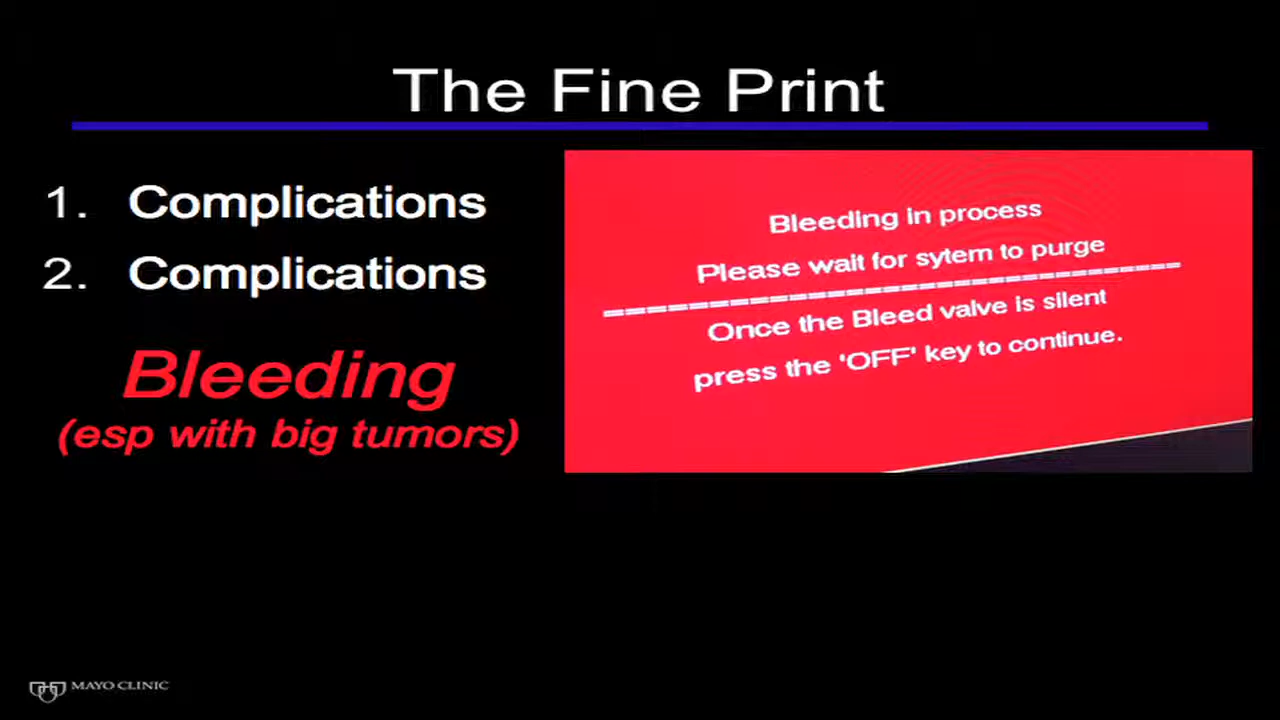 The Fine Print
1. Complications
2. Complications
Bleeding
(esp with big tumors)
Bleeding in process
Please wait for sytem to purge
Once the Bleed valve is silent
press the 'OFF' key to continue.
MAYO CLINIC